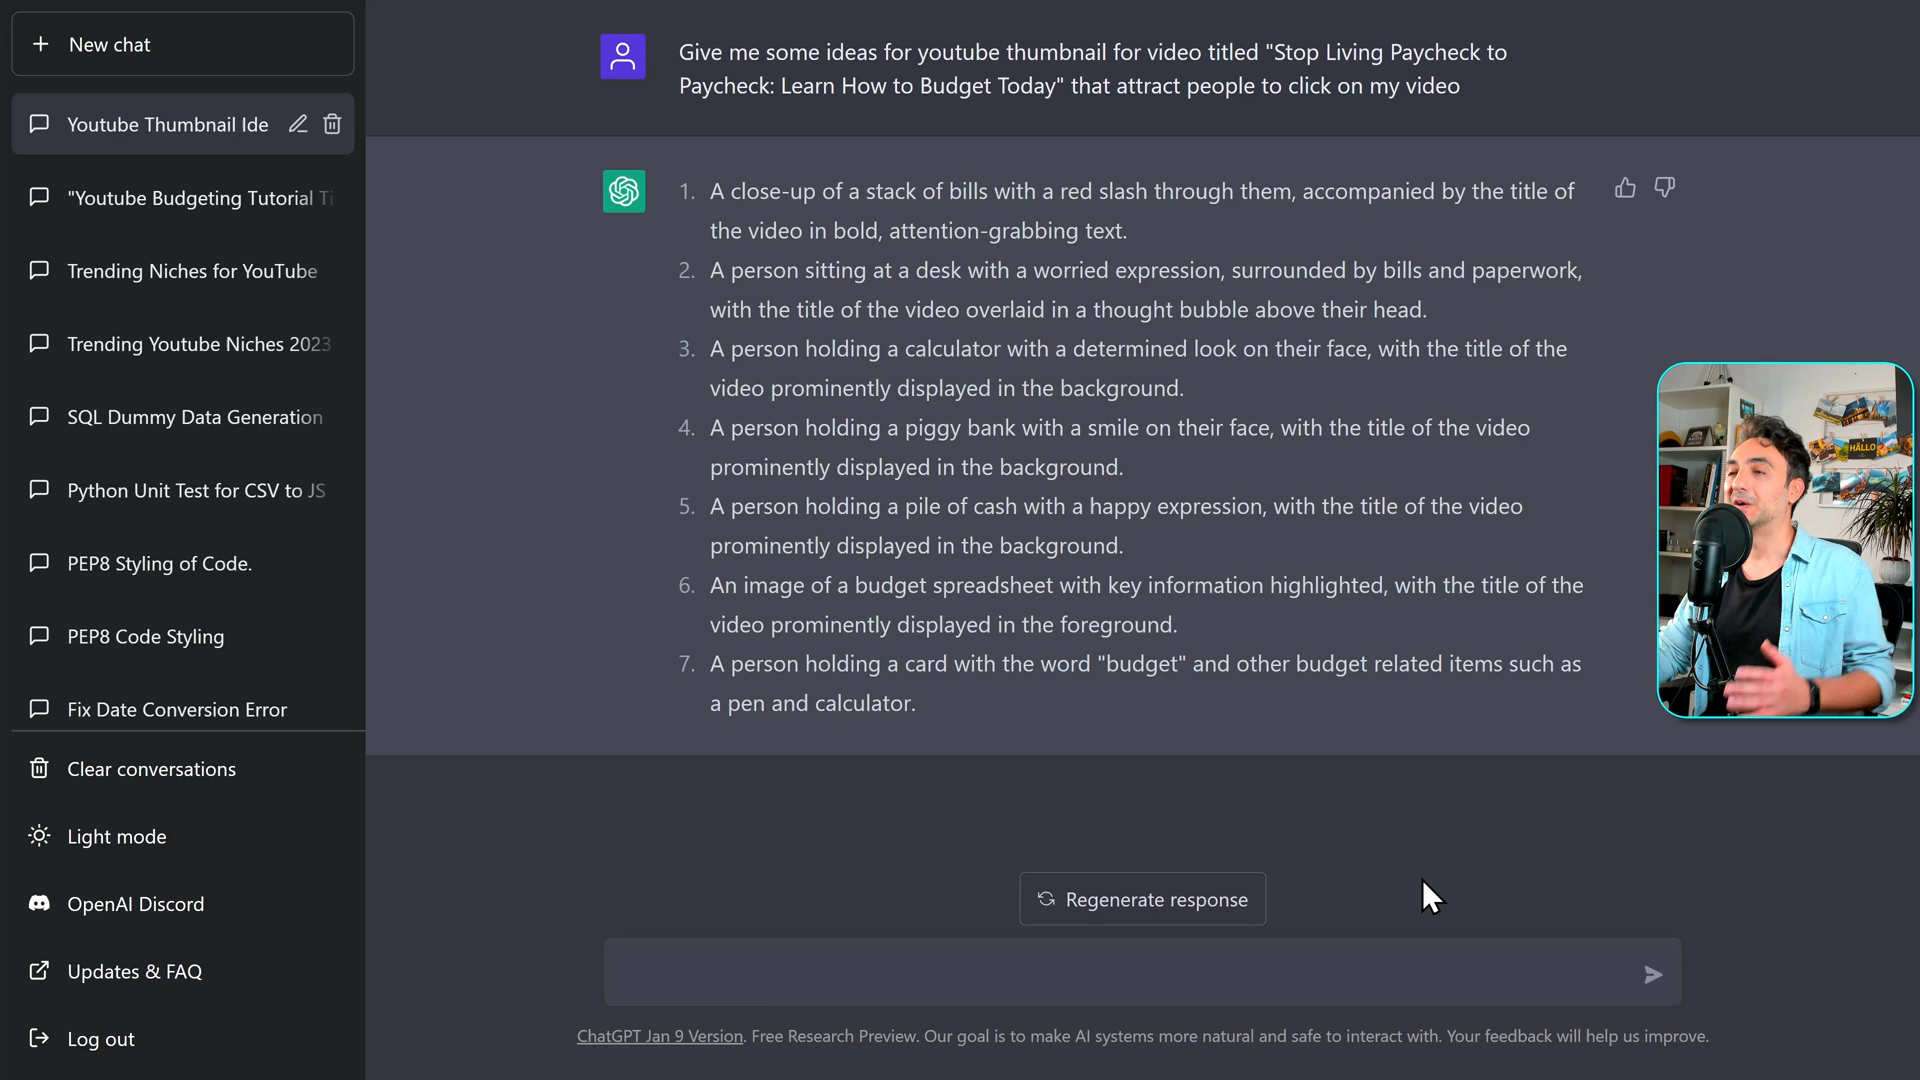 New chat
Youtube Thumbnail Ide
"Youtube Budgeting Tutorial Ti
Trending Niches for YouTube
Trending Youtube Niches 2023
SQL Dummy Data Generation
Python Unit Test for CSV to JS
PEP8 Styling of Code.
PEP8 Code Styling
Fix Date Conversion Error
Clear conversations
Light mode
OpenAI Discord
Updates & FAQ
Log out
Give me some ideas for youtube thumbnail for video titled "Stop Living Paycheck to
Paycheck: Learn How to Budget Today" that attract people to click on my video
1. A close-up of a stack of bills with a red slash through them, accompanied by the title of
the video in bold, attention-grabbing text.
2. A person sitting at a desk with a worried expression, surrounded by bills and paperwork,
with the title of the video overlaid in a thought bubble above their head.
3. A person holding a calculator with a determined look on their face, with the title of the
video prominently displayed in the background.
4. A person holding a piggy bank with a smile on their face, with the title of the video
prominently displayed in the background.
5. A person holding a pile of cash with a happy expression, with the title of the video
prominently displayed in the background.
6. An image of a budget spreadsheet with key information highlighted, with the title of the
video prominently displayed in the foreground.
7. A person holding a card with the word "budget" and other budget related items such as
a pen and calculator.
HÄLLO
Regenerate response
ChatGPT Jan 9 Version. Free Research Preview. Our goal is to make AI systems more natural and safe to interact with. Your feedback will help us improve.